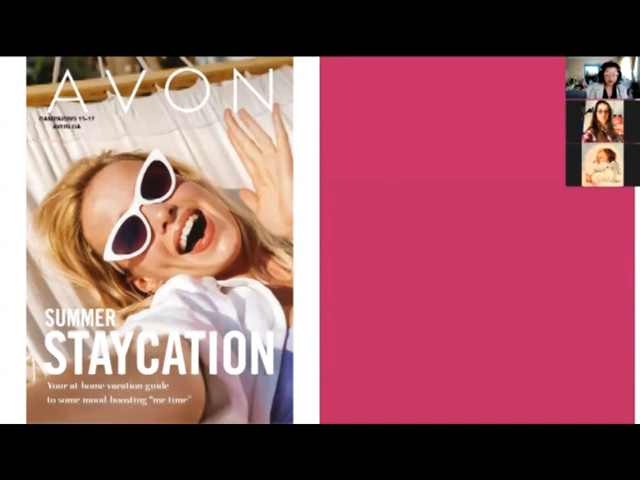 AVON
CAMPAIGNS 15-17
SUMMER
STAYCATION
Your at-home vacation guide
to some mood-boosting "me time"